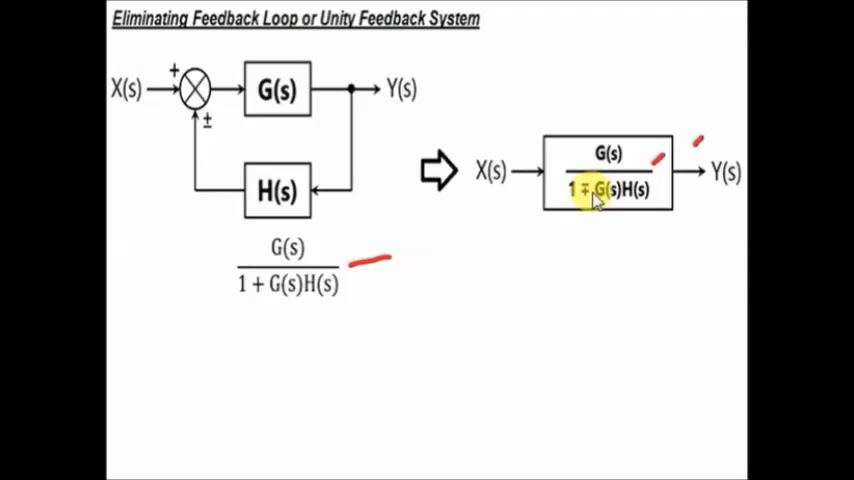 Eliminating Feedback Loop or Unity Feedback System
X(s)
+
G(s)
Y(s)
±
H(s)
G(s)
1 + G(s)H(s)
X(s)
G(s)
1 ∓ G(s)H(s)
Y(s)